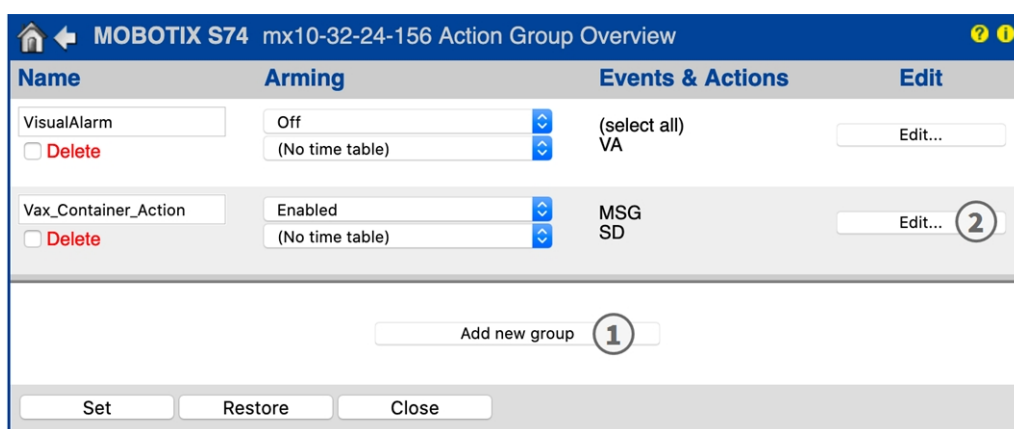 MOBOTIX S74 mx10-32-24-156 Action Group Overview ? i
Name Arming Events & Actions Edit
VisualAlarm Off (select all) Edit...
Delete (No time table) VA
Vax_Container_Action Enabled MSG Edit... 2
Delete (No time table) SD
Add new group 1
Set Restore Close